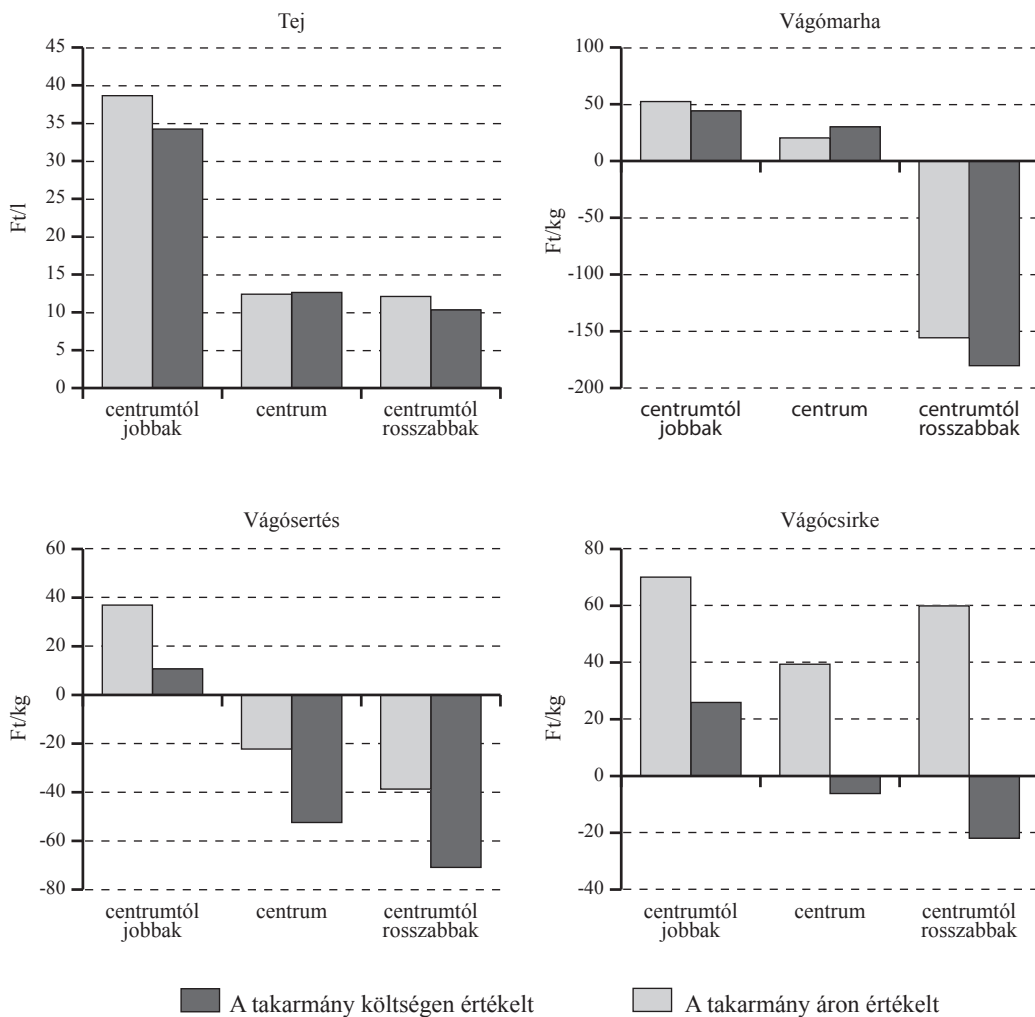 Tej
45
40
35
30
25
20
15
10
5
0
Ft/l
centrumtól
jobbak
centrum
centrumtól
rosszabbak
Vágómarha
100
50
0
-50
-100
-150
-200
Ft/kg
centrumtól
jobbak
centrum
centrumtól
rosszabbak
Vágósertés
60
40
20
0
-20
-40
-60
-80
Ft/kg
centrumtól
jobbak
centrum
centrumtól
rosszabbak
Vágócsirke
80
60
40
20
0
-20
-40
Ft/kg
centrumtól
jobbak
centrum
centrumtól
rosszabbak
A takarmány költségen értékelt
A takarmány áron értékelt